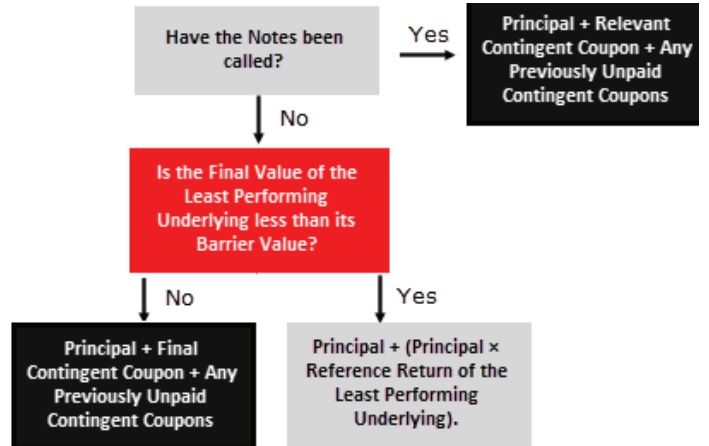 Have the Notes been
called?
Yes
Principal + Relevant
Contingent Coupon + Any
Previously Unpaid
Contingent Coupons
No
Is the Final Value of the
Least Performing
Underlying less than its
Barrier Value?
No
Yes
Principal + Final
Contingent Coupon + Any
Previously Unpaid
Contingent Coupons
Principal + (Principal ×
Reference Return of the
Least Performing
Underlying).